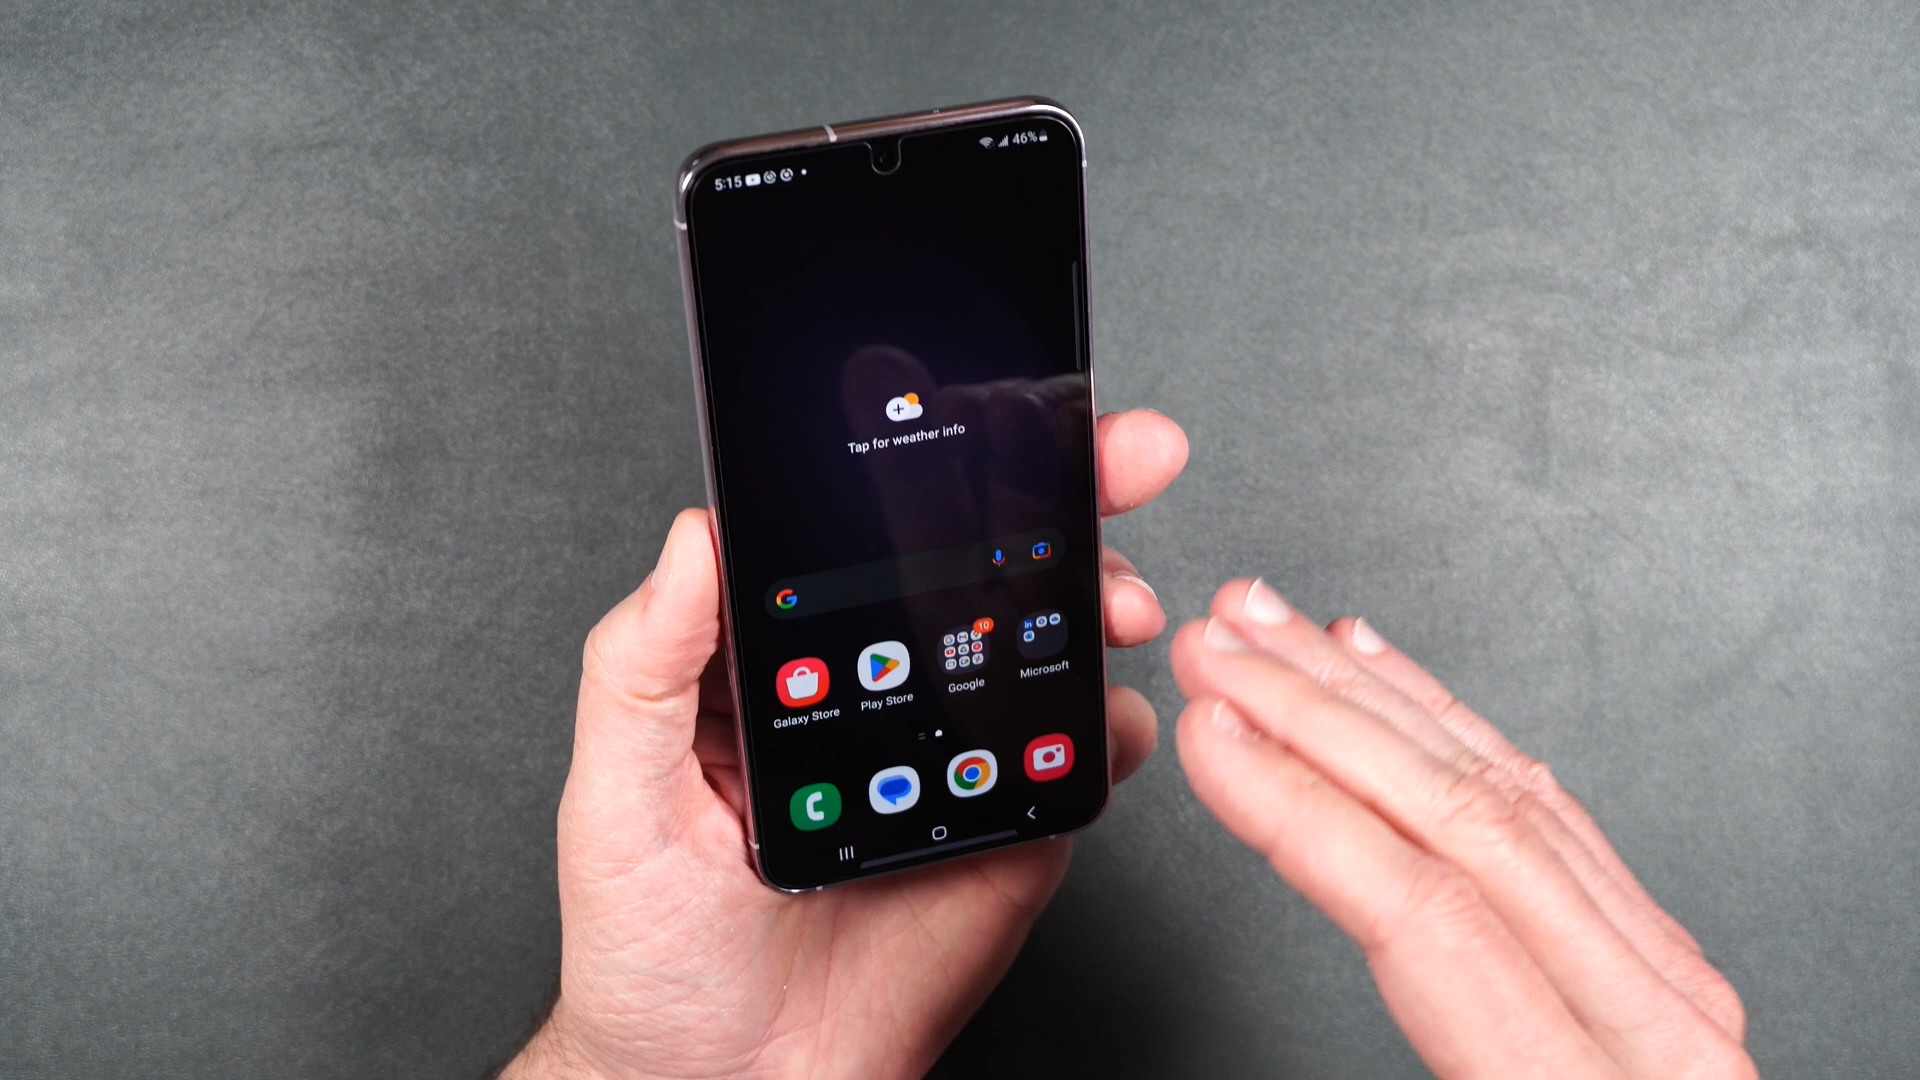 5:15
46%
Tap for weather info
10
Galaxy Store
Play Store
Google
Microsoft